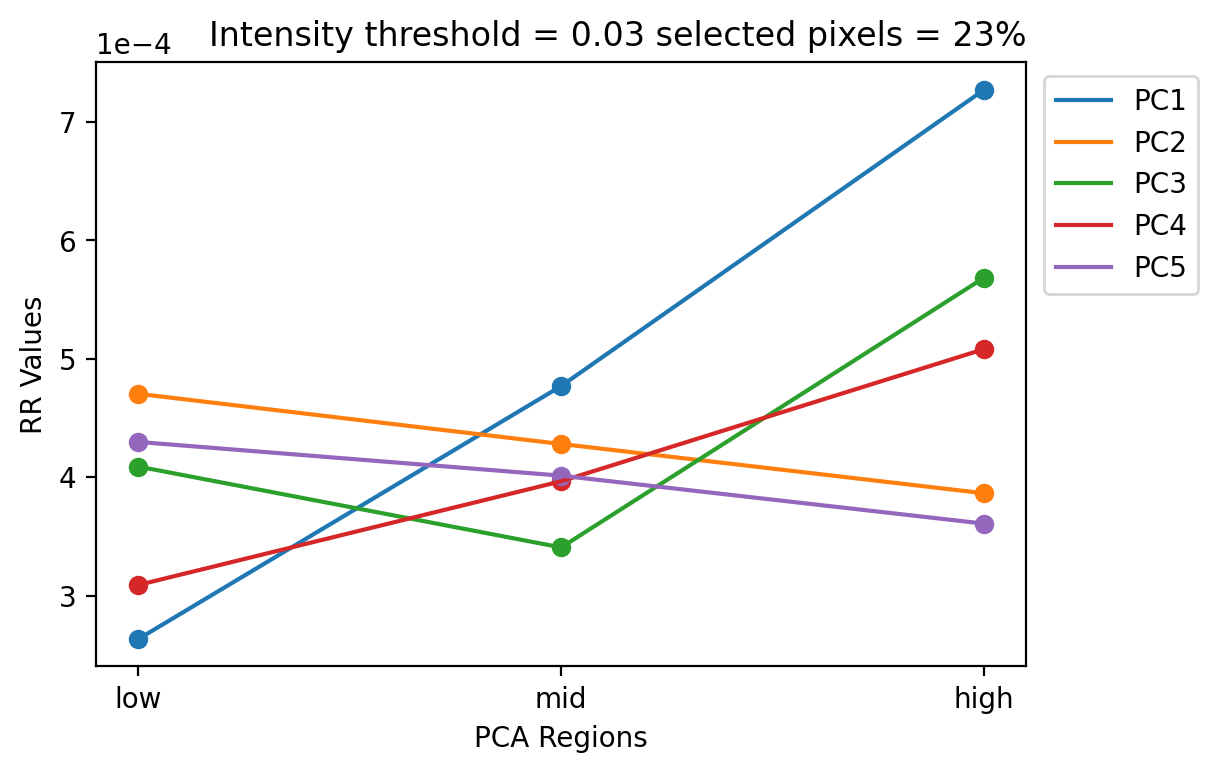 Intensity threshold = 0.03 selected pixels = 23%
1e−4
7
6
5
4
3
RR Values
low
mid
high
PCA Regions
PC1
PC2
PC3
PC4
PC5